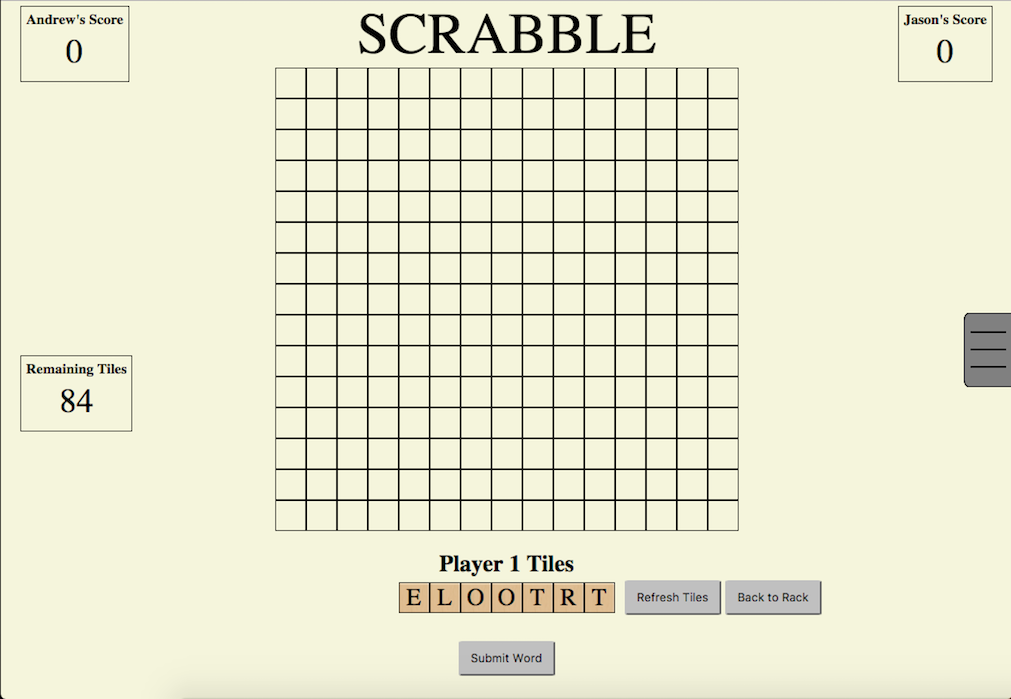 Andrew's Score
0
SCRABBLE
Jason's Score
0
Remaining Tiles
84
Player 1 Tiles
E L O O T R T
Refresh Tiles
Back to Rack
Submit Word